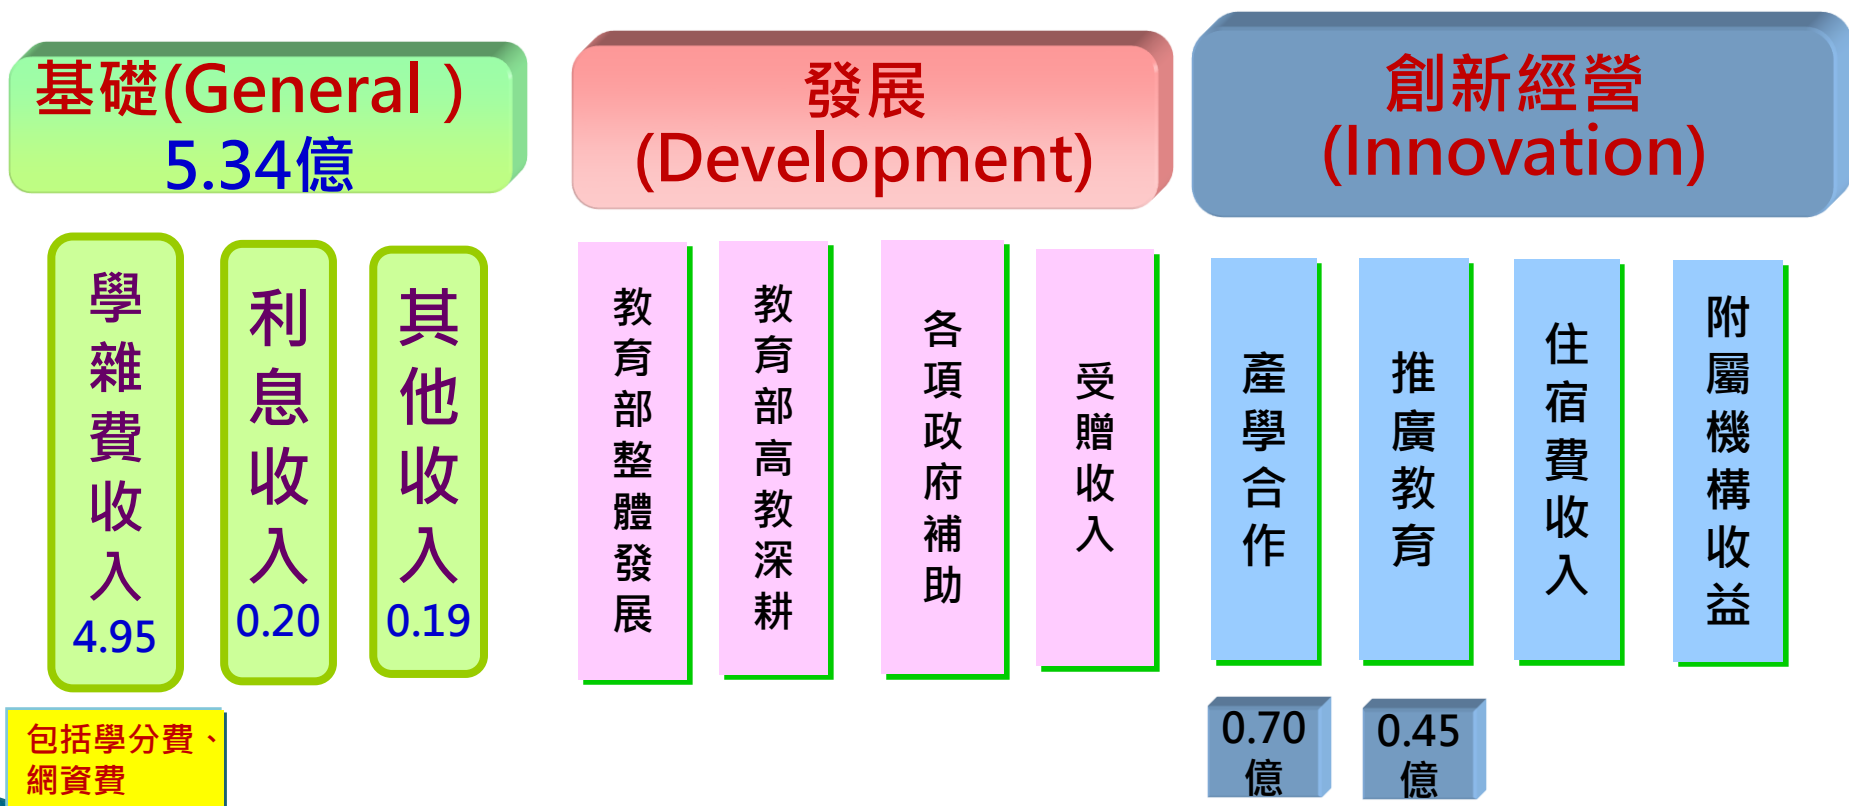 基礎(General )
5.34億
發展
(Development)
創新經營
(Innovation)
學雜費收入
4.95
利息收入
0.20
其他收入
0.19
教育部整體發展
教育部高教深耕
各項政府補助
受贈收入
產學合作
推廣教育
住宿費收入
附屬機構收益
包括學分費、
網資費
0.70
億
0.45
億